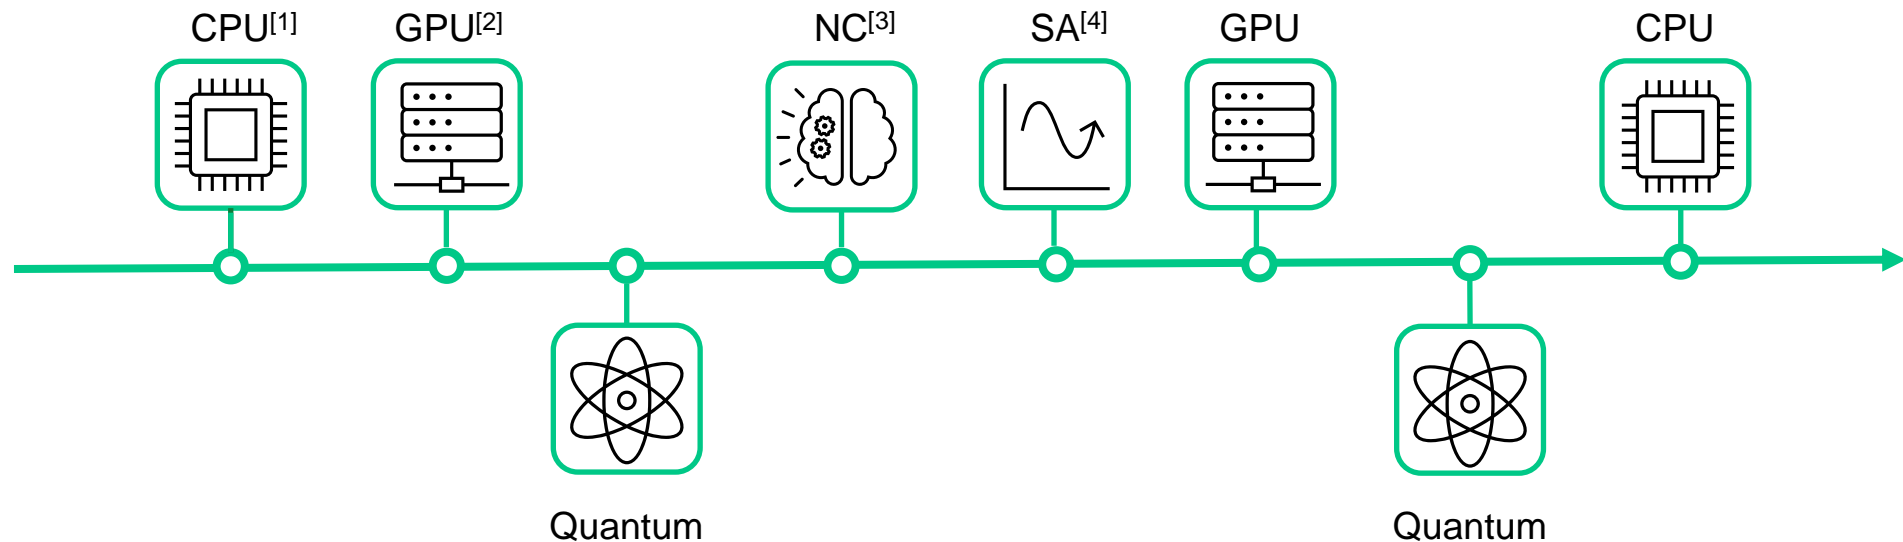 CPU[1] GPU[2] NC[3] SA[4] GPU CPU
Quantum Quantum